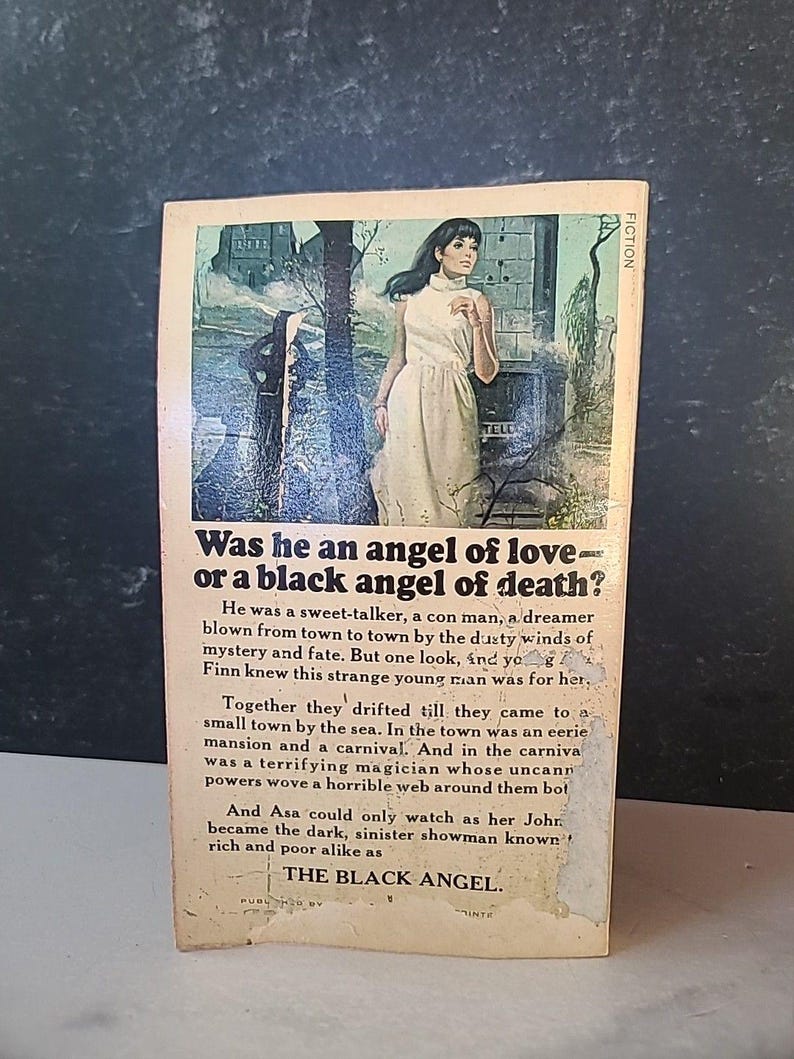 FICTION
TELL
Was he an angel of love—
or a black angel of death?
He was a sweet-talker, a con man, a dreamer
blown from town to town by the dusty winds of
mystery and fate. But one look, and
Finn knew this strange young man was for her.
Together they drifted till they came to a
small town by the sea. In the town was an eerie
mansion and a carnival. And in the carniva
was a terrifying magician whose uncann
powers wove a horrible web around them bot
And Asa could only watch as her John
became the dark, sinister showman known
rich and poor alike as
THE BLACK ANGEL.
PUBLISHED BY